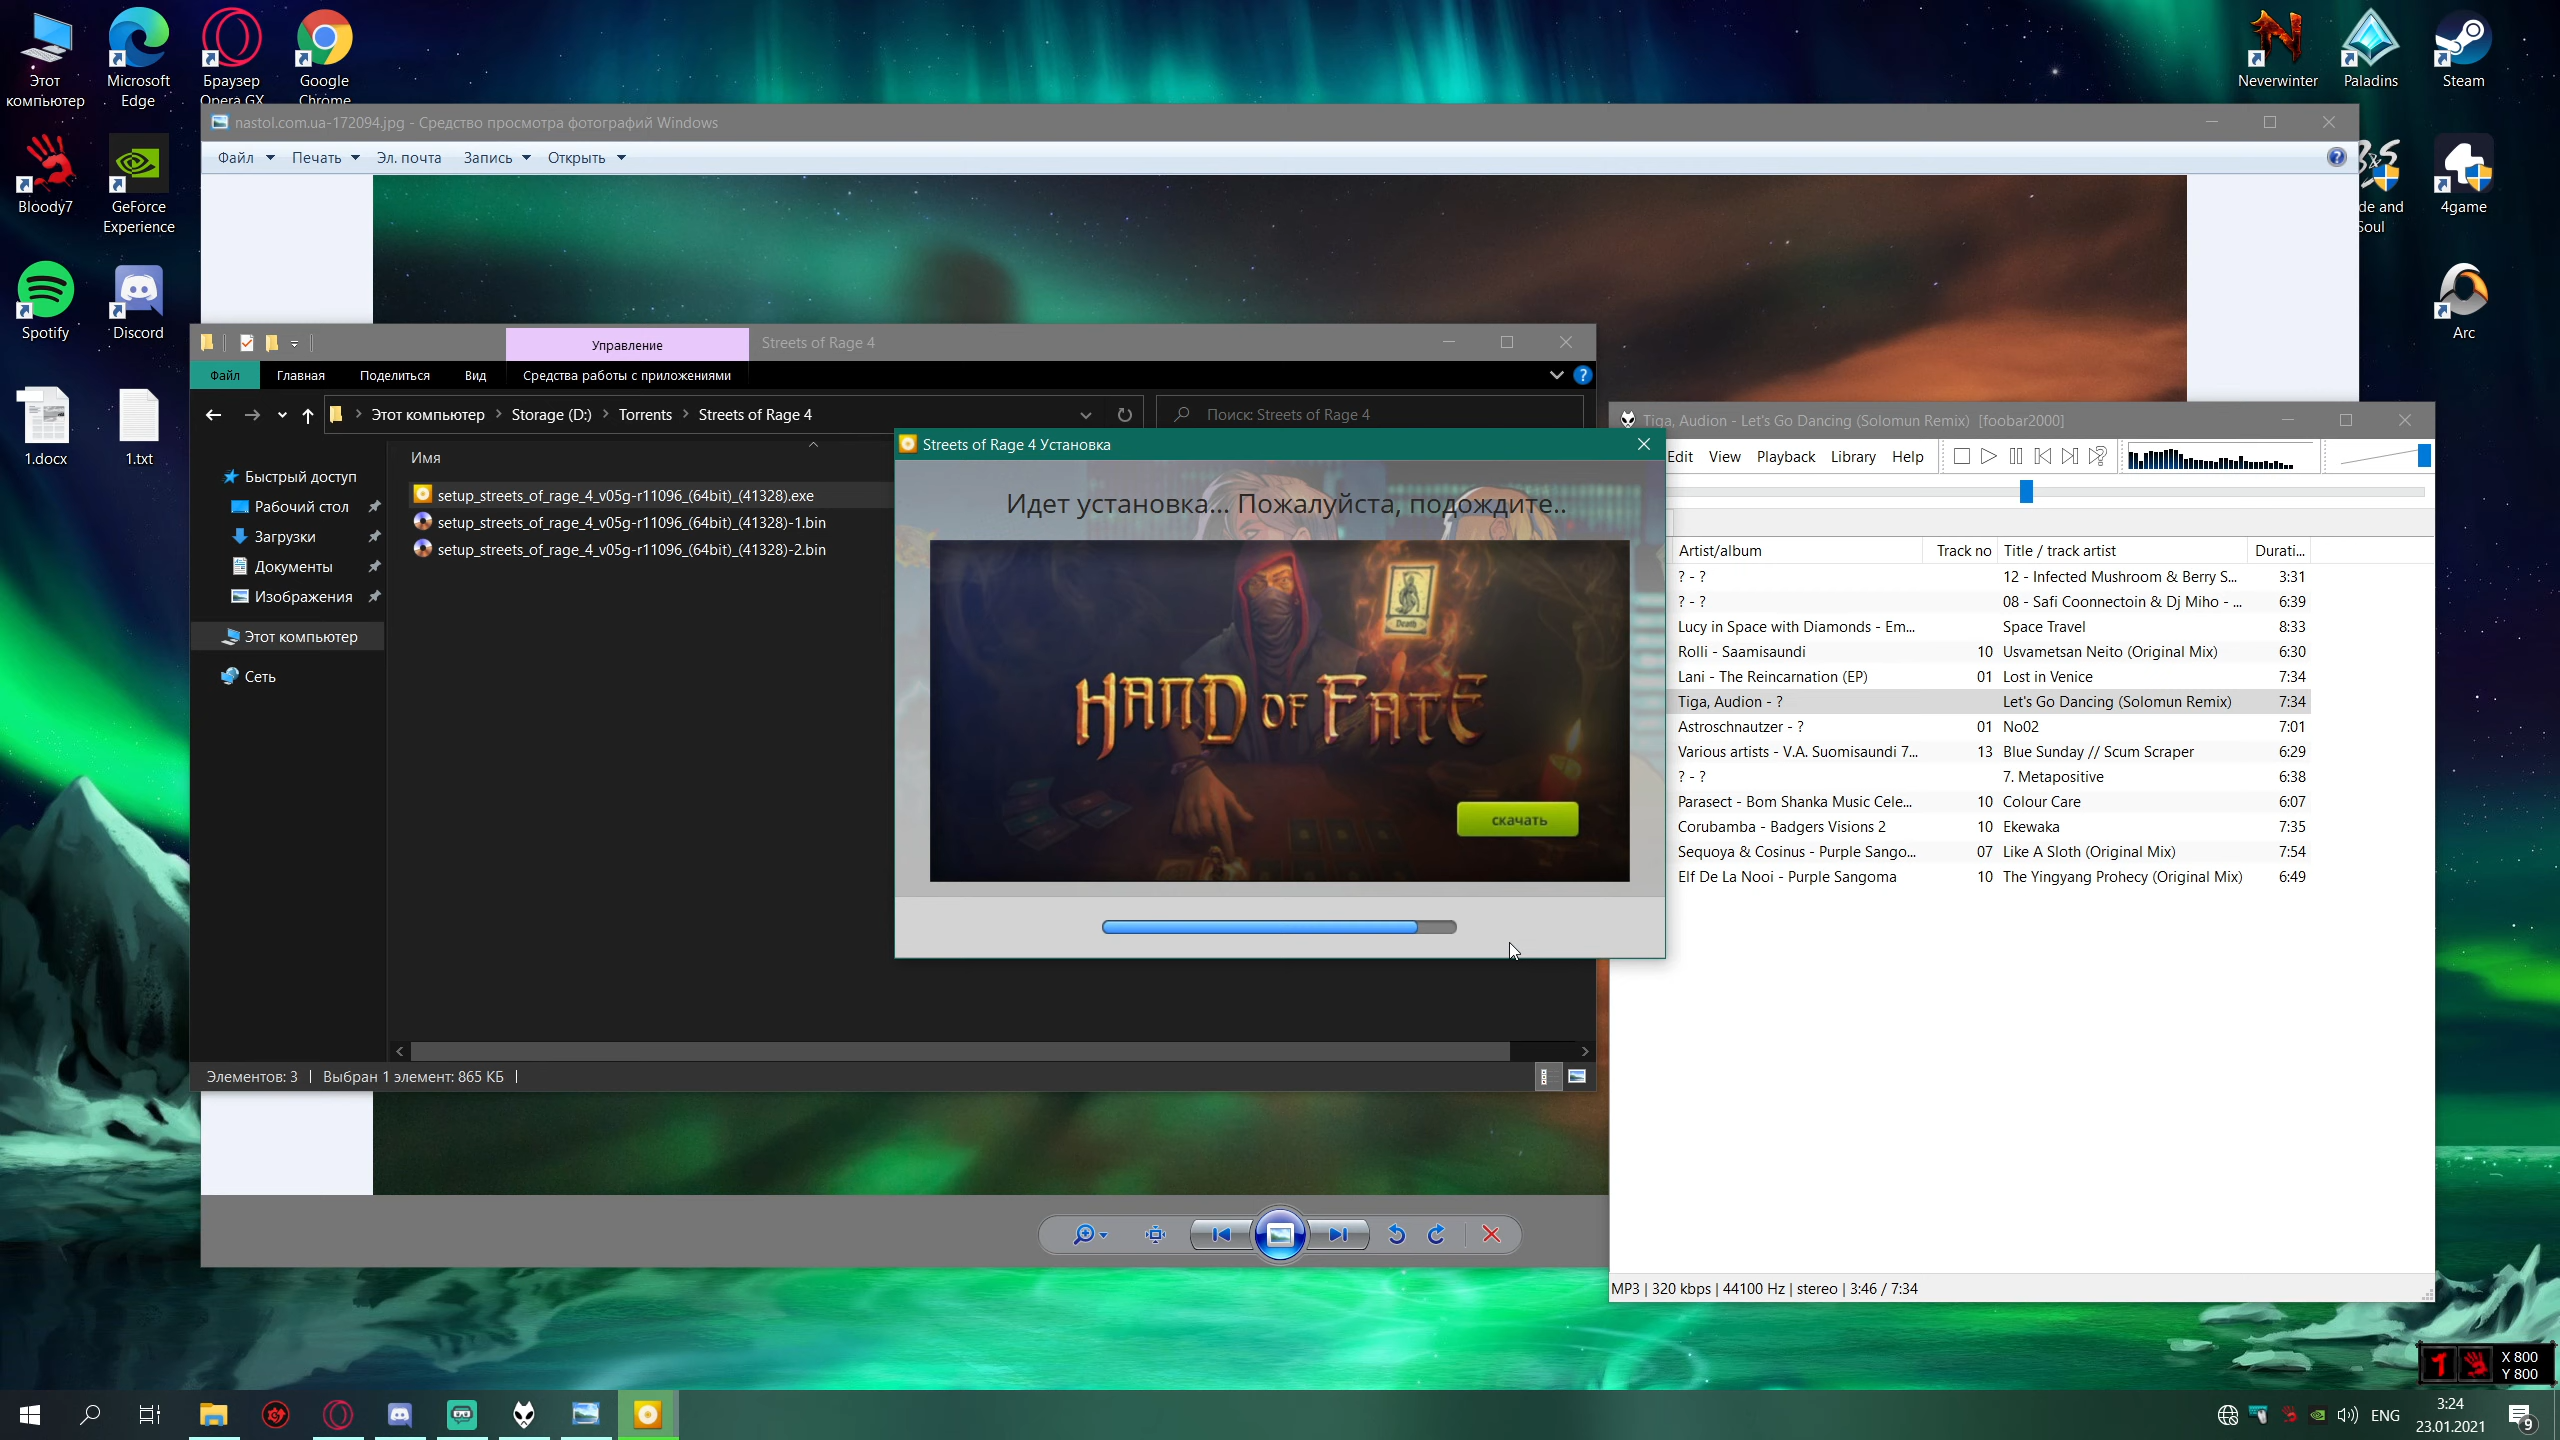 Этот
компьютер
Microsoft
Edge
Браузер
Opera GX
Google
Chrome
Neverwinter
Paladins
Steam
Bloody7
GeForce
Experience
de and
Soul
4game
Spotify
Discord
Arc
1.docx
1.txt
nastol.com.ua-172094.jpg - Средство просмотра фотографий Windows
Файл
Печать
Эл. почта
Запись
Открыть
Управление
Streets of Rage 4
Файл
Главная
Поделиться
Вид
Средства работы с приложениями
Этот компьютер
Storage (D:)
Torrents
Streets of Rage 4
Поиск: Streets of Rage 4
Быстрый доступ
Рабочий стол
Загрузки
Документы
Изображения
Этот компьютер
Сеть
Имя
setup_streets_of_rage_4_v05g-r11096_(64bit)_(41328).exe
setup_streets_of_rage_4_v05g-r11096_(64bit)_(41328)-1.bin
setup_streets_of_rage_4_v05g-r11096_(64bit)_(41328)-2.bin
Элементов: 3
Выбран 1 элемент: 865 КБ
Streets of Rage 4 Установка
Идет установка... Пожалуйста, подождите..
Death
HAND OF FATE
скачать
Tiga, Audion - Let's Go Dancing (Solomun Remix) [foobar2000]
Edit View Playback Library Help
Artist/album Track no Title / track artist Durati...
? - ? 12 - Infected Mushroom & Berry S... 3:31
? - ? 08 - Safi Coonnectoin & Dj Miho - ... 6:39
Lucy in Space with Diamonds - Em... Space Travel 8:33
Rolli - Saamisaundi 10 Usvametsan Neito (Original Mix) 6:30
Lani - The Reincarnation (EP) 01 Lost in Venice 7:34
Tiga, Audion - ? Let's Go Dancing (Solomun Remix) 7:34
Astroschnautzer - ? 01 No02 7:01
Various artists - V.A. Suomisaundi 7... 13 Blue Sunday // Scum Scraper 6:29
? - ? 7. Metapositive 6:38
Parasect - Bom Shanka Music Cele... 10 Colour Care 6:07
Corubamba - Badgers Visions 2 10 Ekewaka 7:35
Sequoya & Cosinus - Purple Sango... 07 Like A Sloth (Original Mix) 7:54
Elf De La Nooi - Purple Sangoma 10 The Yingyang Prohecy (Original Mix) 6:49
MP3 | 320 kbps | 44100 Hz | stereo | 3:46 / 7:34
1
X 800
Y 800
ENG
3:24
23.01.2021
9